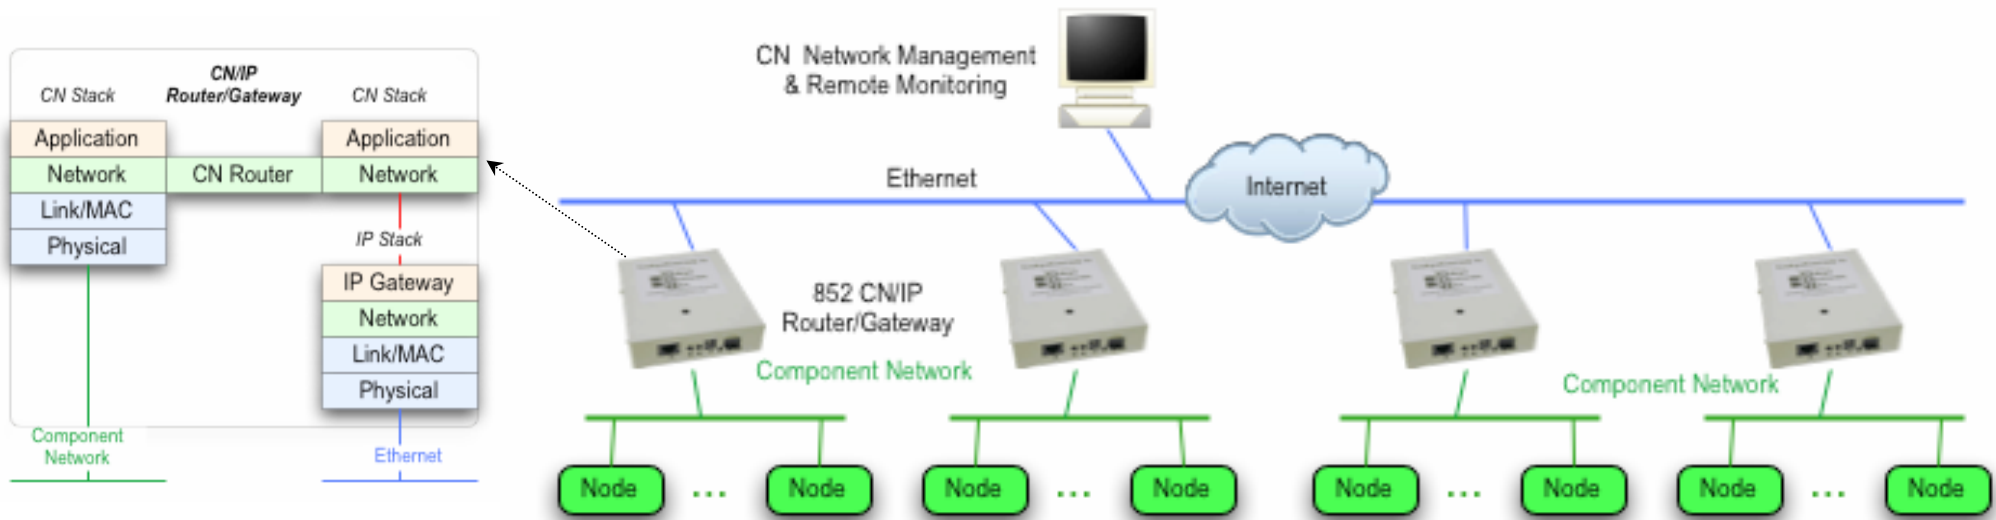 CN/IP
Router/Gateway
CN Stack
CN Stack
Application
Network
Link/MAC
Physical
CN Router
Application
Network
IP Stack
IP Gateway
Network
Link/MAC
Physical
Component
Network
Ethernet
CN Network Management
& Remote Monitoring
Ethernet
Internet
852 CN/IP
Router/Gateway
Component Network
Component Network
Node
...
Node
Node
...
Node
Node
...
Node
Node
...
Node